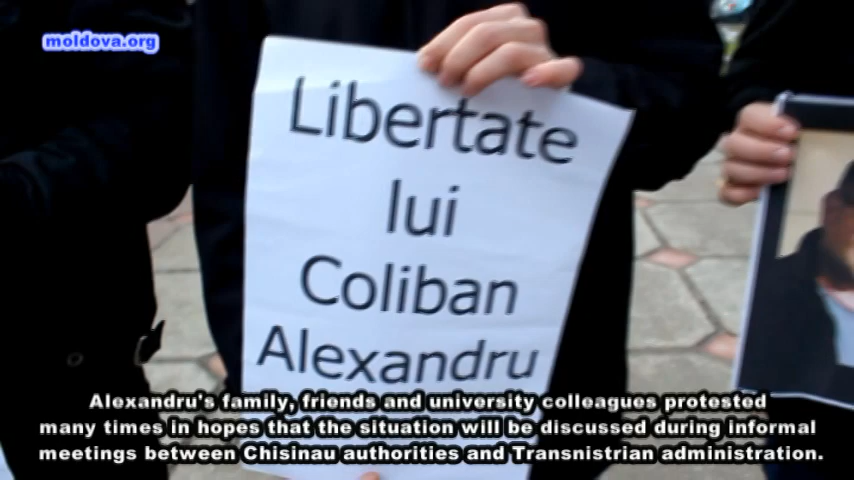 moldova.org
Libertate
lui
Coliban
Alexandru
Alexandru's family, friends and university colleagues protested
many times in hopes that the situation will be discussed during informal
meetings between Chisinau authorities and Transnistrian administration.